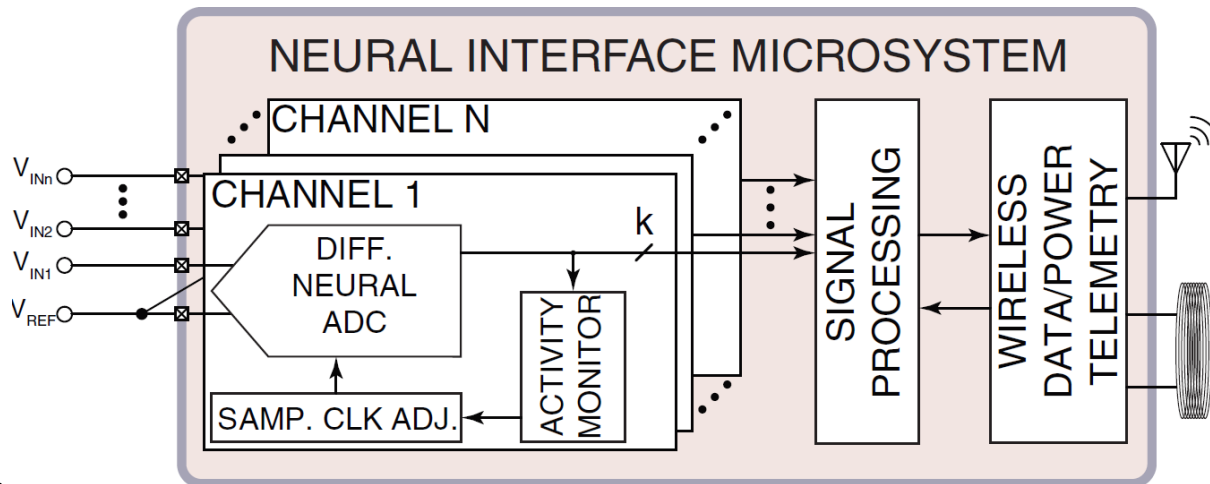 NEURAL INTERFACE MICROSYSTEM
CHANNEL N
CHANNEL 1
V_INn
V_IN2
V_IN1
V_REF
DIFF.
NEURAL
ADC
k
ACTIVITY
MONITOR
SAMP. CLK ADJ.
SIGNAL
PROCESSING
WIRELESS
DATA/POWER
TELEMETRY